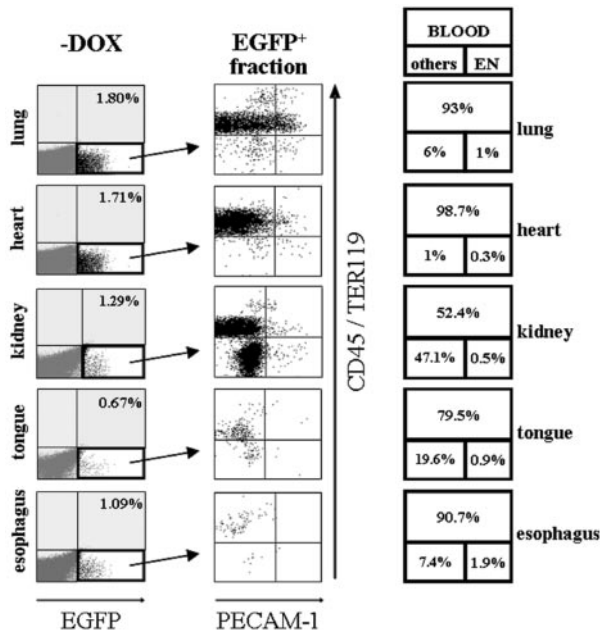 -DOX
EGFP+
fraction
BLOOD
others EN
lung
1.80%
93%
6% 1%
lung
heart
1.71%
98.7%
1% 0.3%
heart
kidney
1.29%
52.4%
47.1% 0.5%
kidney
tongue
0.67%
79.5%
19.6% 0.9%
tongue
esophagus
1.09%
90.7%
7.4% 1.9%
esophagus
CD45 / TER119
EGFP
PECAM-1